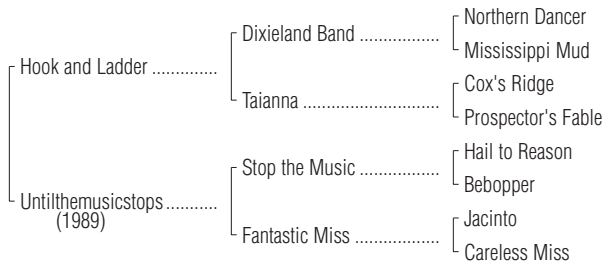 Northern Dancer
Dixieland Band .................
Mississippi Mud
Hook and Ladder .............
Cox's Ridge
Taianna .............................
Prospector's Fable
Hail to Reason
Stop the Music .................
Bebopper
Untilthemusicstops ...........
(1989)
Jacinto
Fantastic Miss ..................
Careless Miss